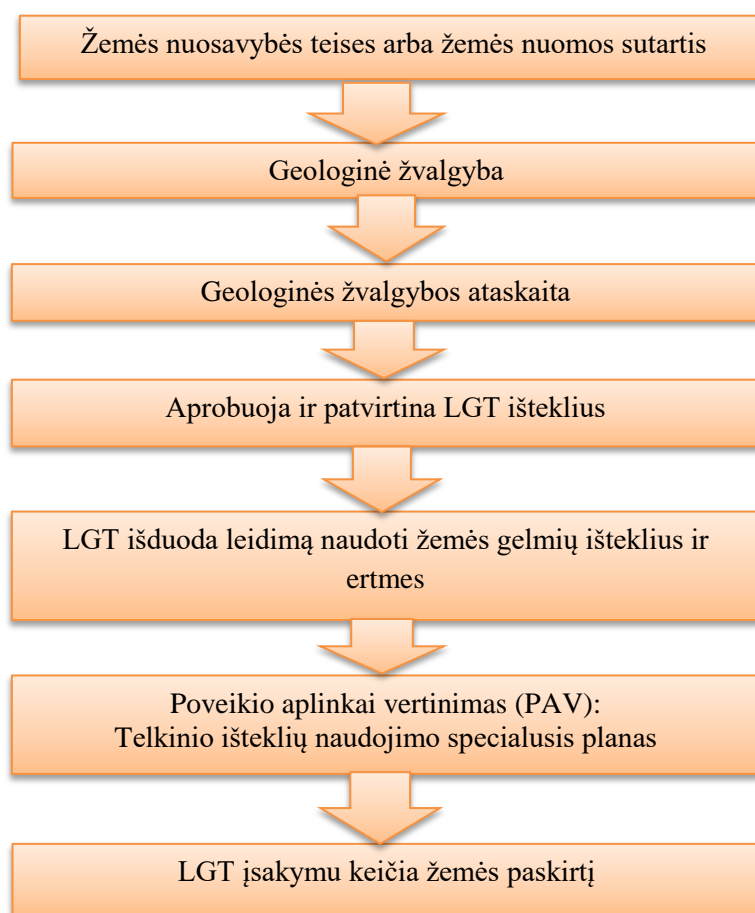 Žemės nuosavybės teises arba žemės nuomos sutartis
Geologinė žvalgyba
Geologinės žvalgybos ataskaita
Aprobuoja ir patvirtina LGT išteklius
LGT išduoda leidimą naudoti žemės gelmių išteklius ir
ertmes
Poveikio aplinkai vertinimas (PAV):
Telkinio išteklių naudojimo specialusis planas
LGT įsakymu keičia žemės paskirtį